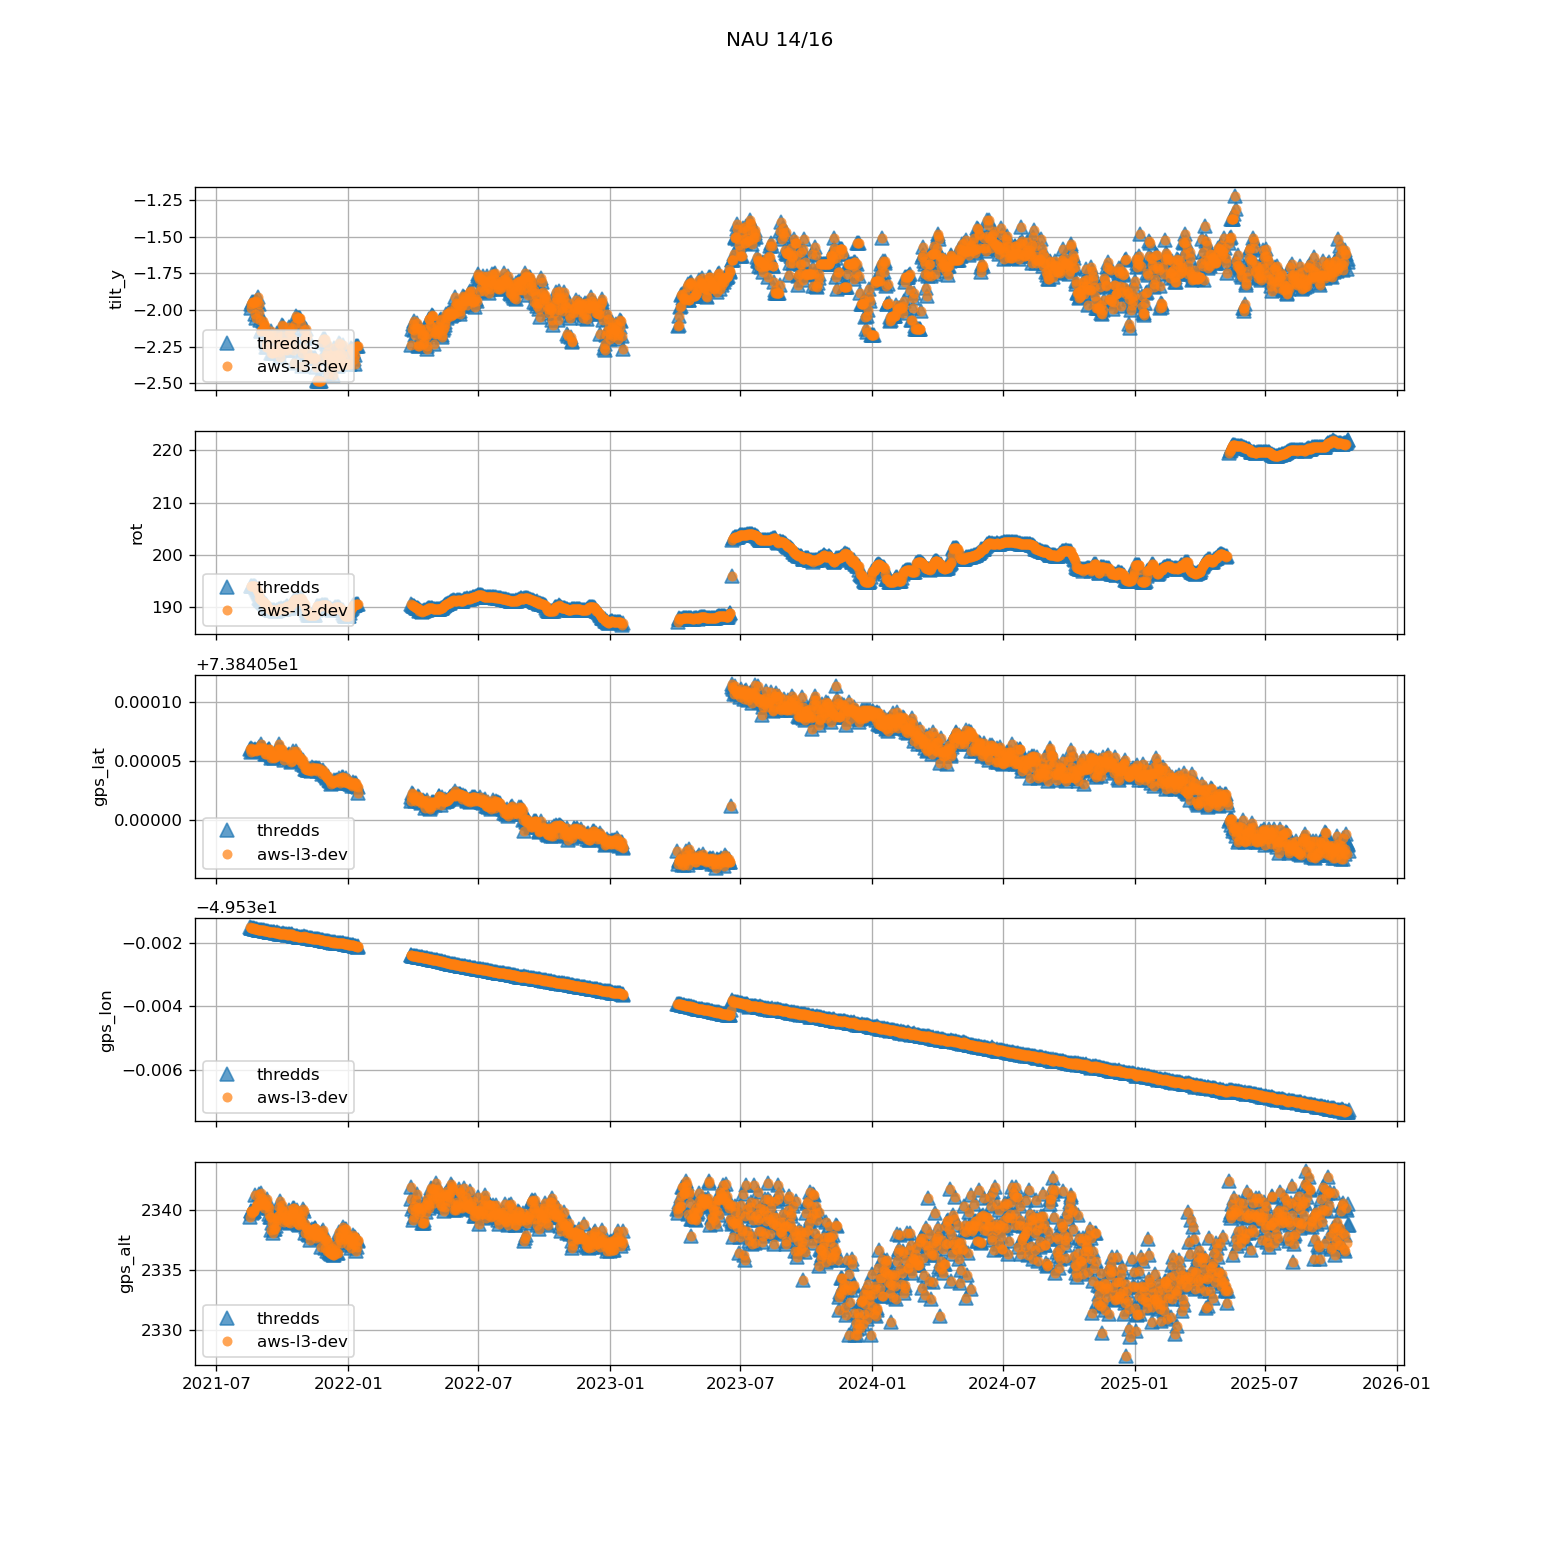 NAU 14/16
−1.25
−1.50
−1.75
−2.00
−2.25
−2.50
tilt_y
thredds
aws-l3-dev
220
210
200
190
rot
thredds
aws-l3-dev
+7.38405e1
0.00010
0.00005
0.00000
gps_lat
thredds
aws-l3-dev
−4.953e1
−0.002
−0.004
−0.006
gps_lon
thredds
aws-l3-dev
2340
2335
2330
gps_alt
thredds
aws-l3-dev
2021-07 2022-01 2022-07 2023-01 2023-07 2024-01 2024-07 2025-01 2025-07 2026-01